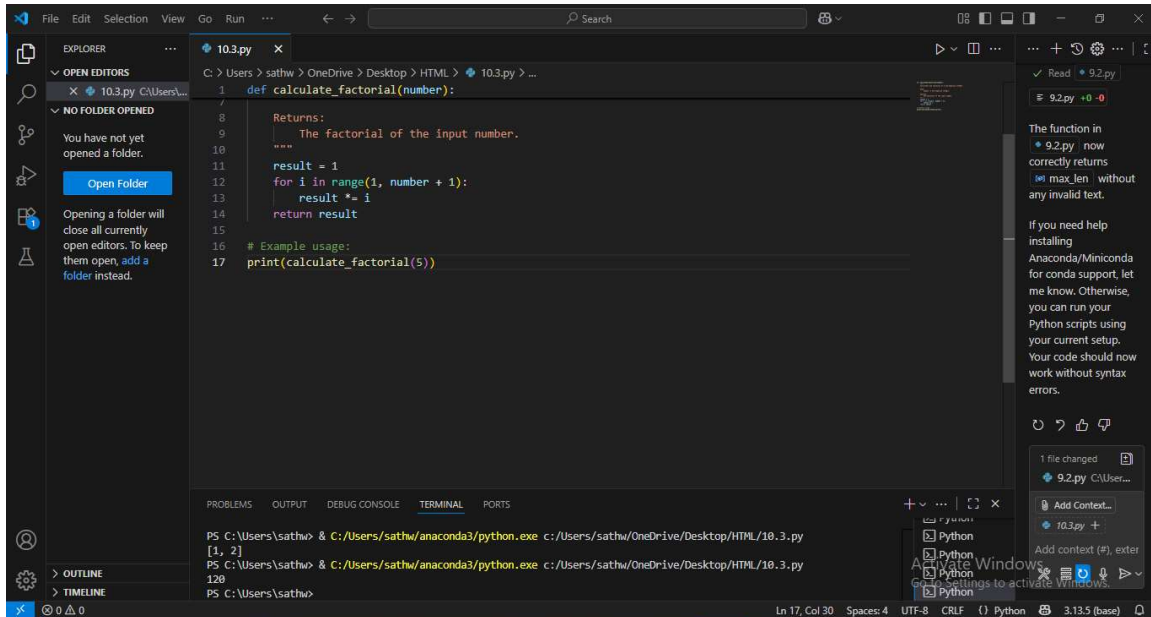 File Edit Selection View Go Run ...
Search
EXPLORER
OPEN EDITORS
10.3.py C:\Users\...
NO FOLDER OPENED
You have not yet
opened a folder.
Open Folder
Opening a folder will
close all currently
open editors. To keep
them open, add a
folder instead.
OUTLINE
TIMELINE
10.3.py
C: > Users > sathw > OneDrive > Desktop > HTML > 10.3.py > ...
1 def calculate_factorial(number):
7
8 Returns:
9 The factorial of the input number.
10 """
11 result = 1
12 for i in range(1, number + 1):
13 result *= i
14 return result
15
16 # Example usage:
17 print(calculate_factorial(5))
PROBLEMS OUTPUT DEBUG CONSOLE TERMINAL PORTS
PS C:\Users\sathw> & C:/Users/sathw/anaconda3/python.exe c:/Users/sathw/OneDrive/Desktop/HTML/10.3.py
[1, 2]
PS C:\Users\sathw> & C:/Users/sathw/anaconda3/python.exe c:/Users/sathw/OneDrive/Desktop/HTML/10.3.py
120
PS C:\Users\sathw>
Python
Python
Python
Python
Python
Read 9.2.py
9.2.py +0 -0
The function in
9.2.py now
correctly returns
max_len without
any invalid text.
If you need help
installing
Anaconda/Miniconda
for conda support, let
me know. Otherwise,
you can run your
Python scripts using
your current setup.
Your code should now
work without syntax
errors.
1 file changed
9.2.py C:\User...
Add Context...
10.3.py +
Add context (#), exter
Activate Windows
Go to Settings to activate Windows.
0 0 0
Ln 17, Col 30 Spaces: 4 UTF-8 CRLF {} Python 3.13.5 (base)